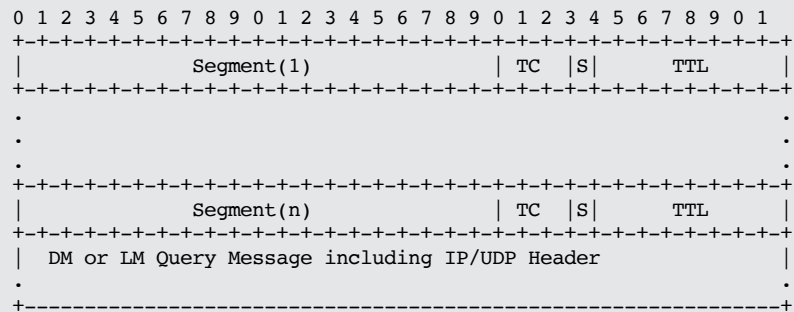 0 1 2 3 4 5 6 7 8 9 0 1 2 3 4 5 6 7 8 9 0 1 2 3 4 5 6 7 8 9 0 1
+-+-+-+-+-+-+-+-+-+-+-+-+-+-+-+-+-+-+-+-+-+-+-+-+-+-+-+-+-+-+-+-+
|              Segment(1)               | TC  |S|      TTL      |
+-+-+-+-+-+-+-+-+-+-+-+-+-+-+-+-+-+-+-+-+-+-+-+-+-+-+-+-+-+-+-+-+
.                                                               .
.                                                               .
.                                                               .
+-+-+-+-+-+-+-+-+-+-+-+-+-+-+-+-+-+-+-+-+-+-+-+-+-+-+-+-+-+-+-+-+
|              Segment(n)               | TC  |S|      TTL      |
+-+-+-+-+-+-+-+-+-+-+-+-+-+-+-+-+-+-+-+-+-+-+-+-+-+-+-+-+-+-+-+-+
|  DM or LM Query Message including IP/UDP Header               |
.                                                               .
+---------------------------------------------------------------+